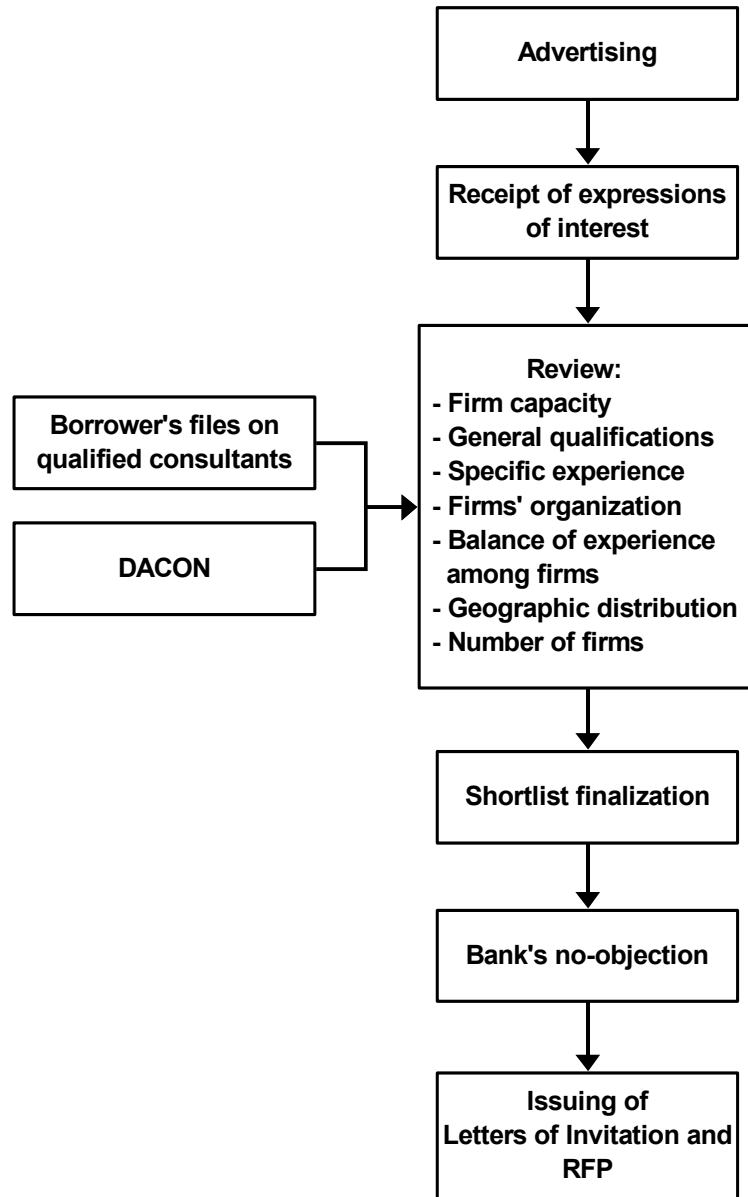 Advertising
Receipt of expressions
of interest
Borrower's files on
qualified consultants
DACON
Review:
- Firm capacity
- General qualifications
- Specific experience
- Firms' organization
- Balance of experience
among firms
- Geographic distribution
- Number of firms
Shortlist finalization
Bank's no-objection
Issuing of
Letters of Invitation and
RFP